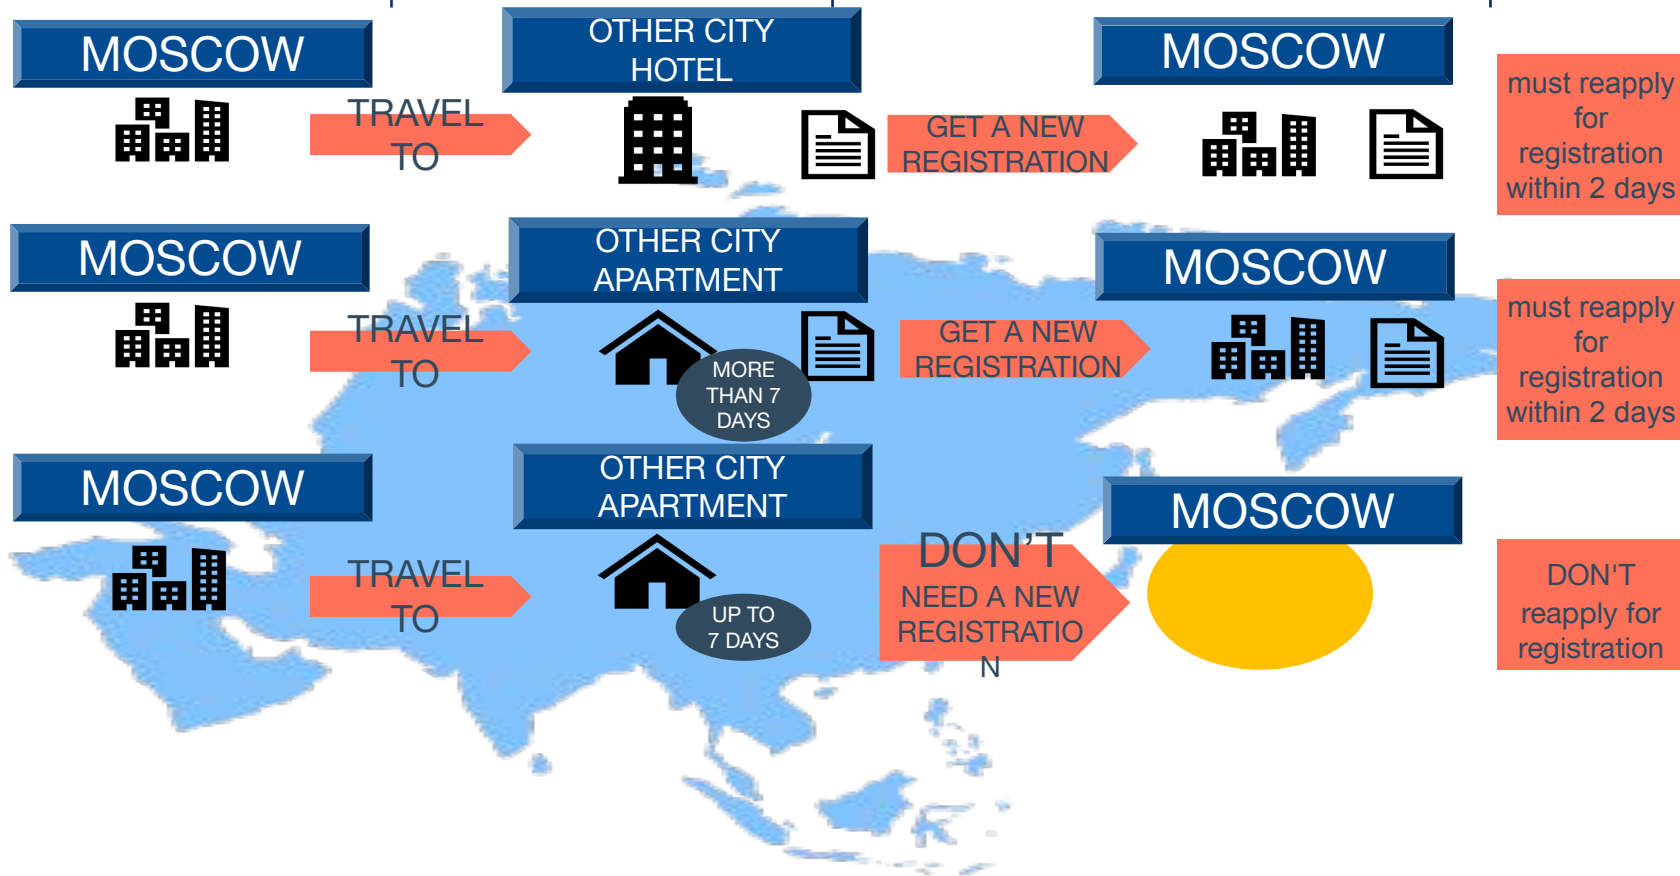 MOSCOW
TRAVEL
TO
OTHER CITY
HOTEL
GET A NEW
REGISTRATION
MOSCOW
must reapply
for
registration
within 2 days
MOSCOW
TRAVEL
TO
OTHER CITY
APARTMENT
MORE
THAN 7
DAYS
GET A NEW
REGISTRATION
MOSCOW
must reapply
for
registration
within 2 days
MOSCOW
TRAVEL
TO
OTHER CITY
APARTMENT
UP TO
7 DAYS
DON'T
NEED A NEW
REGISTRATIO
N
MOSCOW
DON'T
reapply for
registration